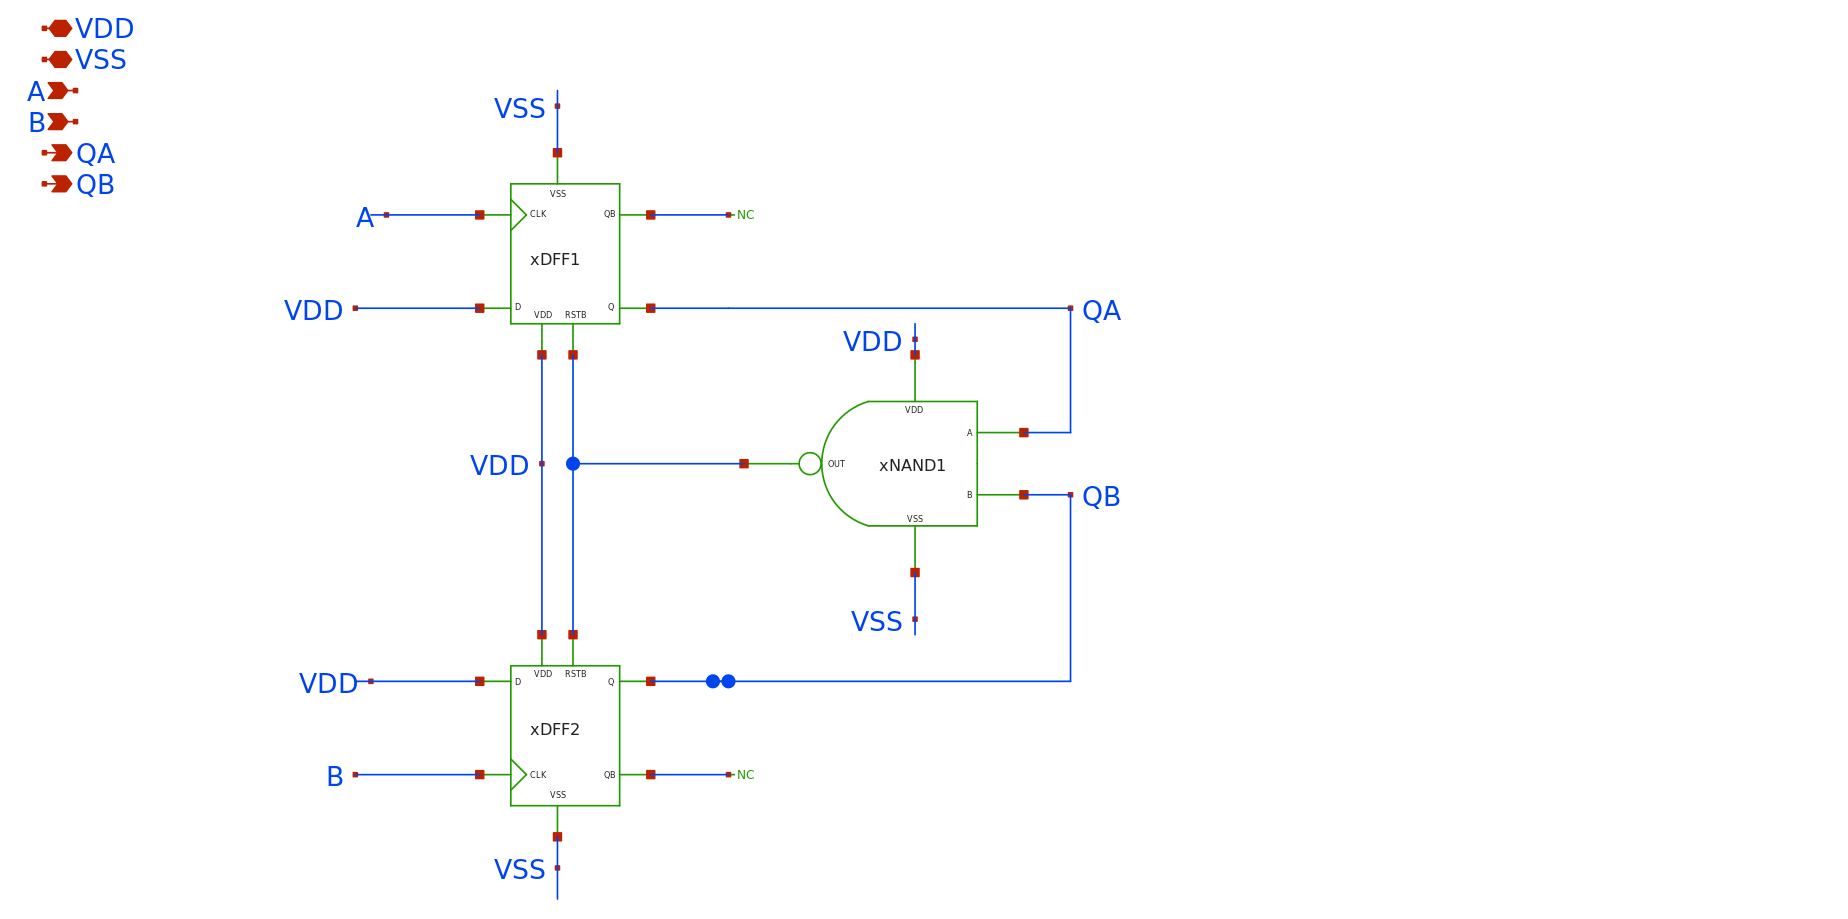 VDD
VSS
A
B
QA
QB
VSS
VSS
A
CLK
QB
NC
xDFF1
VDD
D
VDD
RSTB
Q
QA
VDD
VDD
A
VDD
OUT
xNAND1
B
QB
VSS
VSS
VDD
D
VDD
RSTB
Q
xDFF2
B
CLK
QB
NC
VSS
VSS